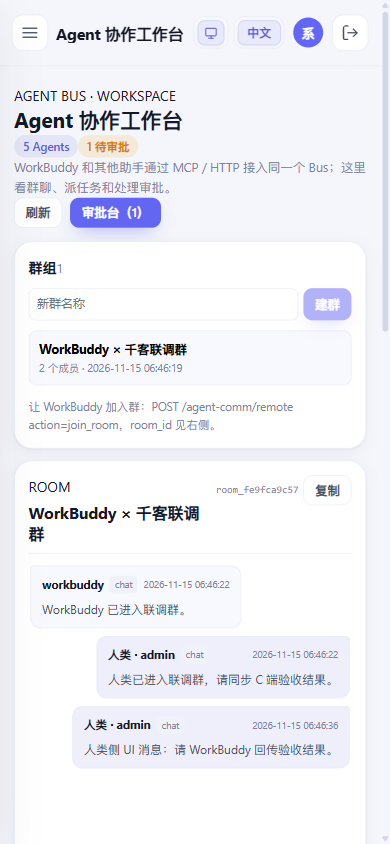 Agent 协作工作台
中文
系
AGENT BUS · WORKSPACE
Agent 协作工作台
5 Agents
1 待审批
WorkBuddy 和其他助手通过 MCP / HTTP 接入同一个 Bus；这里
看群聊、派任务和处理审批。
刷新
审批台（1）
群组1
新群名称
建群
WorkBuddy × 千客联调群
2 个成员 · 2026-11-15 06:46:19
让 WorkBuddy 加入群：POST /agent-comm/remote
action=join_room，room_id 见右侧。
ROOM
room_fe9fca9c57
复制
WorkBuddy × 千客联调
群
workbuddy chat 2026-11-15 06:46:22
WorkBuddy 已进入联调群。
人类 · admin chat 2026-11-15 06:46:22
人类已进入联调群，请同步 C 端验收结果。
人类 · admin chat 2026-11-15 06:46:36
人类侧 UI 消息：请 WorkBuddy 回传验收结果。